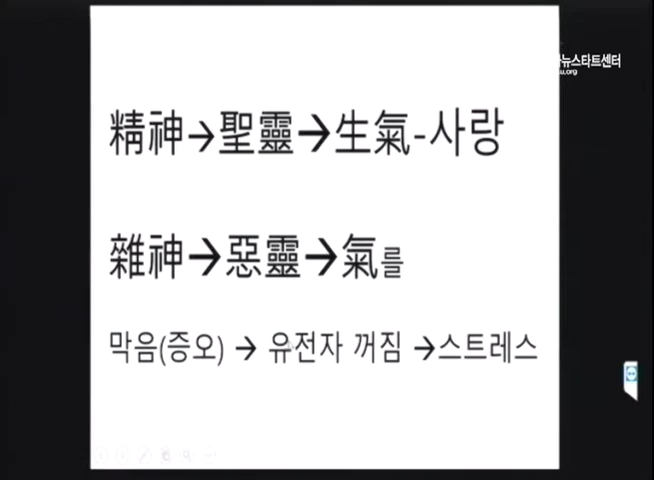 뉴스타트센터
精神→聖靈→生氣-사랑
雜神→惡靈→氣를
막음(증오) → 유전자 꺼짐 →스트레스